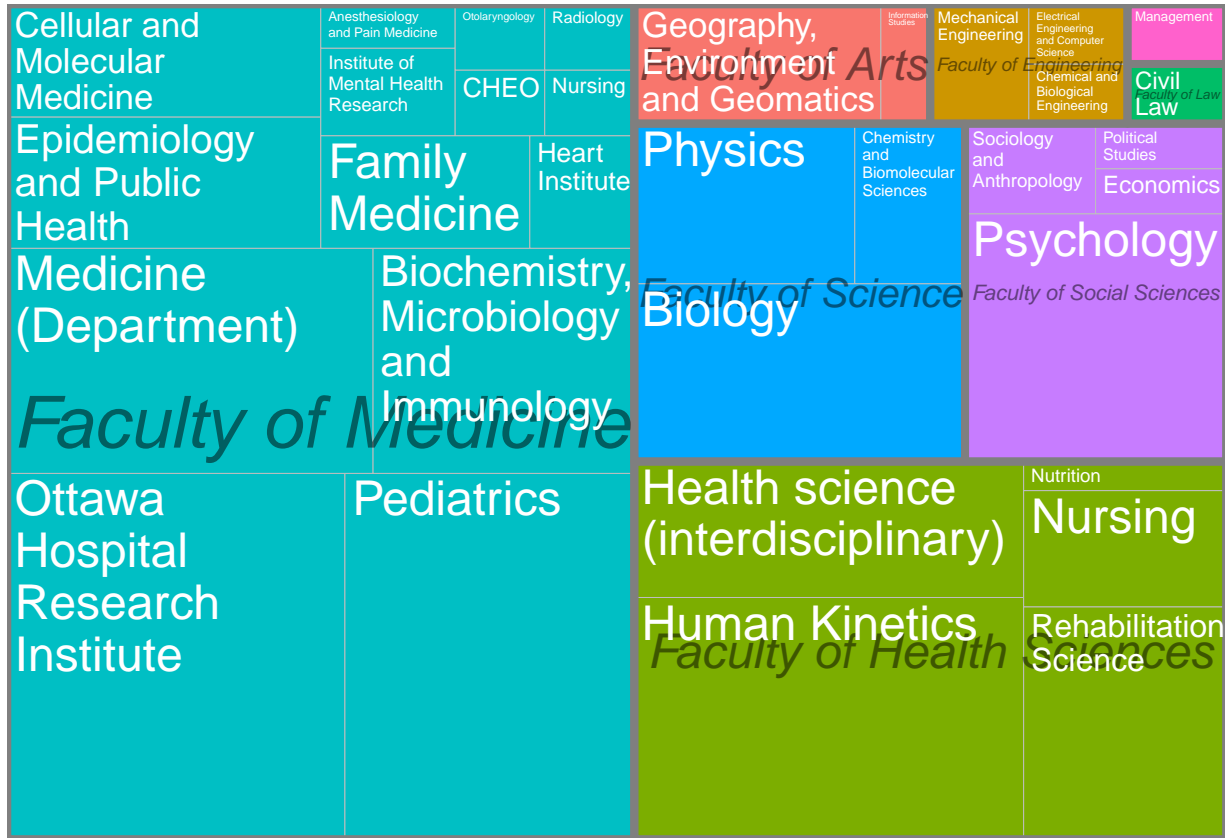 Cellular and
Molecular
Medicine
Anesthesiology
and Pain Medicine
Otolaryngology
Radiology
Institute of
Mental Health
Research
CHEO
Nursing
Epidemiology
and Public
Health
Family
Medicine
Heart
Institute
Medicine
(Department)
Biochemistry,
Microbiology
and
Immunology
Faculty of Medicine
Ottawa
Hospital
Research
Institute
Pediatrics
Geography,
Environment
and Geomatics
Information
Studies
Faculty of Arts
Mechanical
Engineering
Electrical
Engineering
and Computer
Science
Faculty of Engineering
Chemical and
Biological
Engineering
Management
Civil
Law
Faculty of Law
Physics
Chemistry
and
Biomolecular
Sciences
Faculty of Science
Biology
Sociology
and
Anthropology
Political
Studies
Economics
Psychology
Faculty of Social Sciences
Health science
(interdisciplinary)
Nutrition
Nursing
Human Kinetics
Rehabilitation
Science
Faculty of Health Sciences